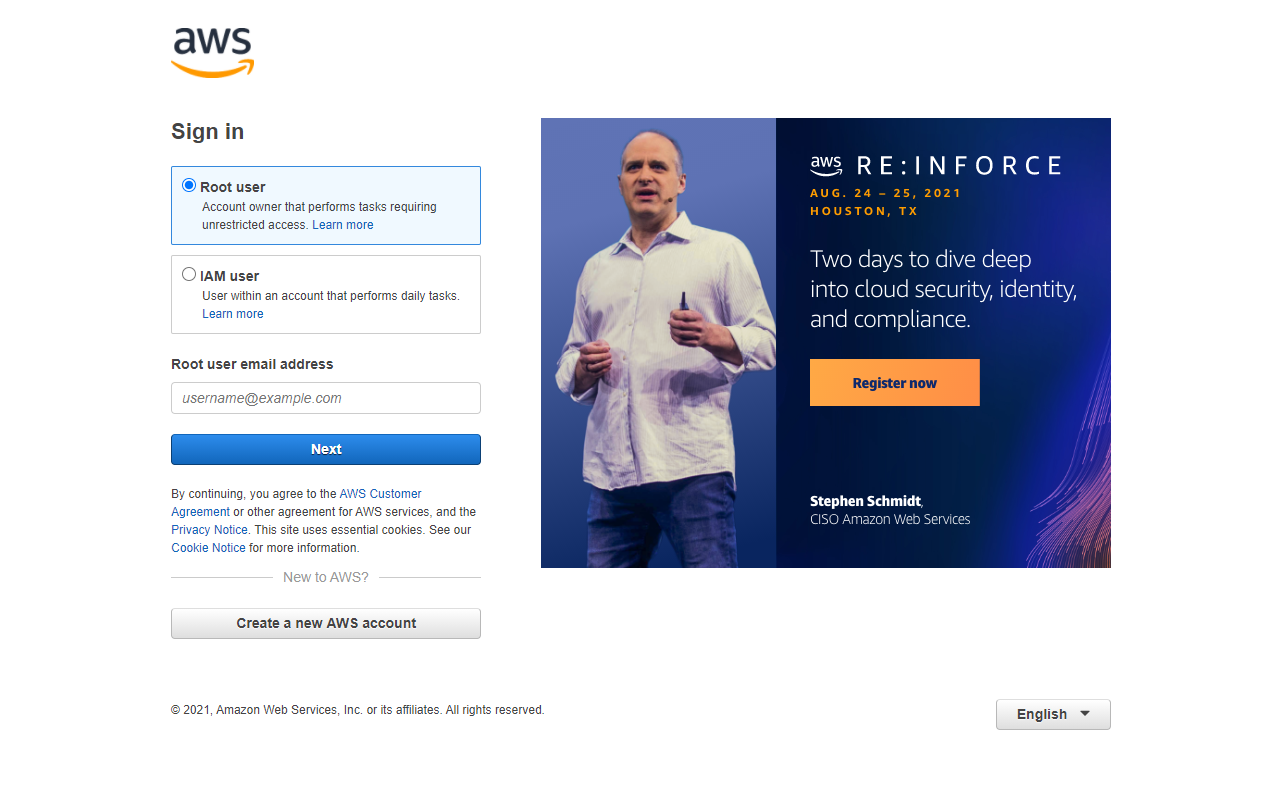 aws
Sign in
Root user
Account owner that performs tasks requiring
unrestricted access. Learn more
IAM user
User within an account that performs daily tasks.
Learn more
Root user email address
username@example.com
Next
By continuing, you agree to the AWS Customer
Agreement or other agreement for AWS services, and the
Privacy Notice. This site uses essential cookies. See our
Cookie Notice for more information.
New to AWS?
Create a new AWS account
aws RE:INFORCE
AUG. 24 – 25, 2021
HOUSTON, TX
Two days to dive deep
into cloud security, identity,
and compliance.
Register now
Stephen Schmidt,
CISO Amazon Web Services
© 2021, Amazon Web Services, Inc. or its affiliates. All rights reserved.
English